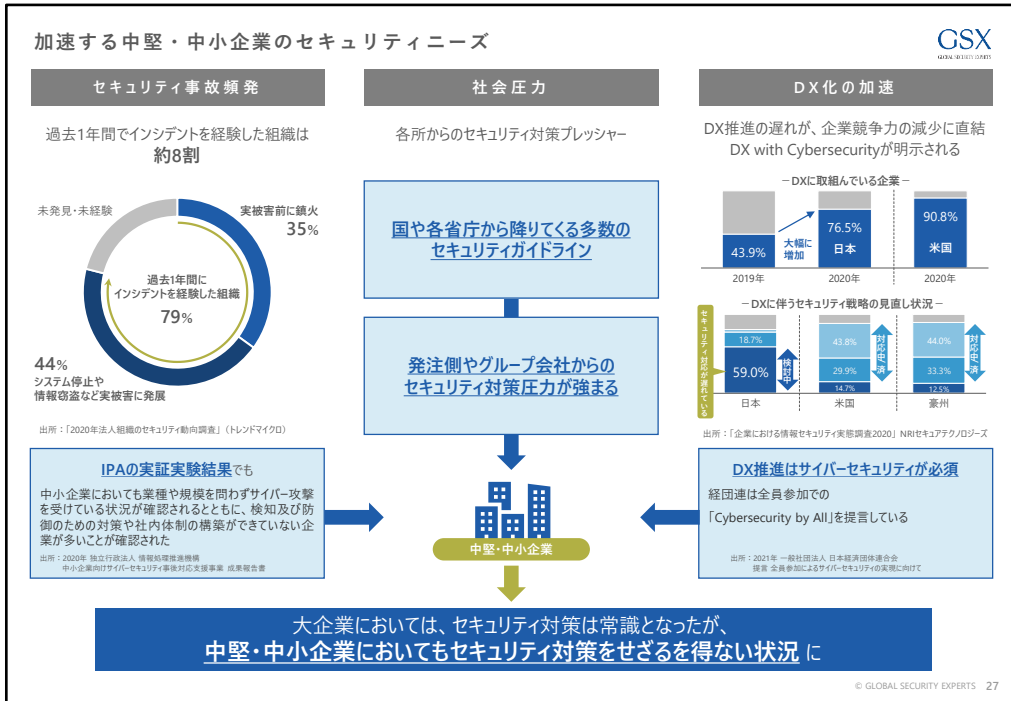 加速する中堅・中小企業のセキュリティニーズ
GSX
GLOBAL SECURITY EXPERTS
セキュリティ事故頻発
過去1年間でインシデントを経験した組織は
約8割
未発見・未経験
実被害前に鎮火
35%
過去1年間に
インシデントを経験した組織
79%
44%
システム停止や
情報窃盗など実被害に発展
出所：「2020年法人組織のセキュリティ動向調査」（トレンドマイクロ）
IPAの実証実験結果でも
中小企業においても業種や規模を問わずサイバー攻撃
を受けている状況が確認されるとともに、検知及び防
御のための対策や社内体制の構築ができていない企
業が多いことが確認された
出所：2020年 独立行政法人 情報処理推進機構
中小企業向けサイバーセキュリティ事後対応支援事業 成果報告書
社会圧力
各所からのセキュリティ対策プレッシャー
国や各省庁から降りてくる多数の
セキュリティガイドライン
発注側やグループ会社からの
セキュリティ対策圧力が強まる
中堅・中小企業
DX化の加速
DX推進の遅れが、企業競争力の減少に直結
DX with Cybersecurityが明示される
－DXに取組んでいる企業－
43.9%
大幅に
増加
76.5%
日本
90.8%
米国
2019年
2020年
2020年
－DXに伴うセキュリティ戦略の見直し状況－
セキュリティ対応が遅れている
18.7%
59.0%
検討中
43.8%
29.9%
14.7%
対応中・済
44.0%
33.3%
12.5%
対応中・済
日本
米国
豪州
出所：「企業における情報セキュリティ実態調査2020」 NRIセキュアテクノロジーズ
DX推進はサイバーセキュリティが必須
経団連は全員参加での
「Cybersecurity by All」を提言している
出所：2021年 一般社団法人 日本経済団体連合会
提言 全員参加によるサイバーセキュリティの実現に向けて
大企業においては、セキュリティ対策は常識となったが、
中堅・中小企業においてもセキュリティ対策をせざるを得ない状況 に
© GLOBAL SECURITY EXPERTS 27